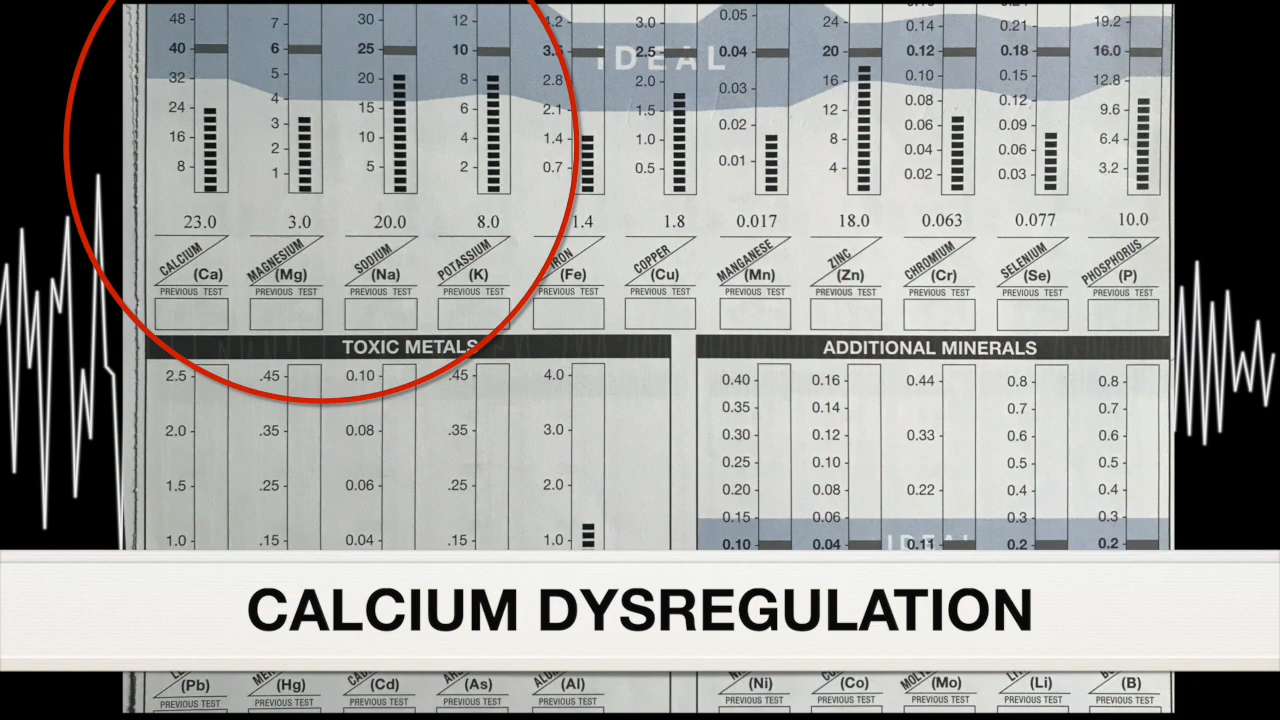 48 7 30 12 4.2 3.0 0.05 24 0.14 0.21 19.2
40 6 25 10 3.5 2.5 0.04 20 0.12 0.18 16.0
IDEAL
32 5 20 8 2.8 2.0 0.03 16 0.10 0.15 12.8
24 4 15 6 2.1 1.5 0.02 12 0.08 0.12 9.6
16 3 10 4 1.4 1.0 0.01 8 0.06 0.09 6.4
8 2 5 2 0.7 0.5 4 0.04 0.06 3.2
1 0.02 0.03
23.0 3.0 20.0 8.0 1.4 1.8 0.017 18.0 0.063 0.077 10.0
CALCIUM MAGNESIUM SODIUM POTASSIUM IRON COPPER MANGANESE ZINC CHROMIUM SELENIUM PHOSPHORUS
(Ca) (Mg) (Na) (K) (Fe) (Cu) (Mn) (Zn) (Cr) (Se) (P)
PREVIOUS TEST PREVIOUS TEST PREVIOUS TEST PREVIOUS TEST PREVIOUS TEST PREVIOUS TEST PREVIOUS TEST PREVIOUS TEST PREVIOUS TEST PREVIOUS TEST PREVIOUS TEST
TOXIC METALS ADDITIONAL MINERALS
2.5 .45 0.10 .45 4.0 0.40 0.16 0.44 0.8 0.8
0.35 0.14 0.7 0.7
2.0 .35 0.08 .35 3.0 0.30 0.12 0.33 0.6 0.6
0.25 0.10 0.5 0.5
1.5 .25 0.06 .25 2.0 0.20 0.08 0.22 0.4 0.4
0.15 0.06 0.3 0.3
1.0 .15 0.04 .15 1.0 0.10 0.04 0.11 0.2 0.2
IDEAL
CALCIUM DYSREGULATION
(Pb) (Hg) (Cd) (As) (Al) (Ni) (Co) (Mo) (Li) (B)
PREVIOUS TEST PREVIOUS TEST PREVIOUS TEST PREVIOUS TEST PREVIOUS TEST PREVIOUS TEST PREVIOUS TEST PREVIOUS TEST PREVIOUS TEST PREVIOUS TEST